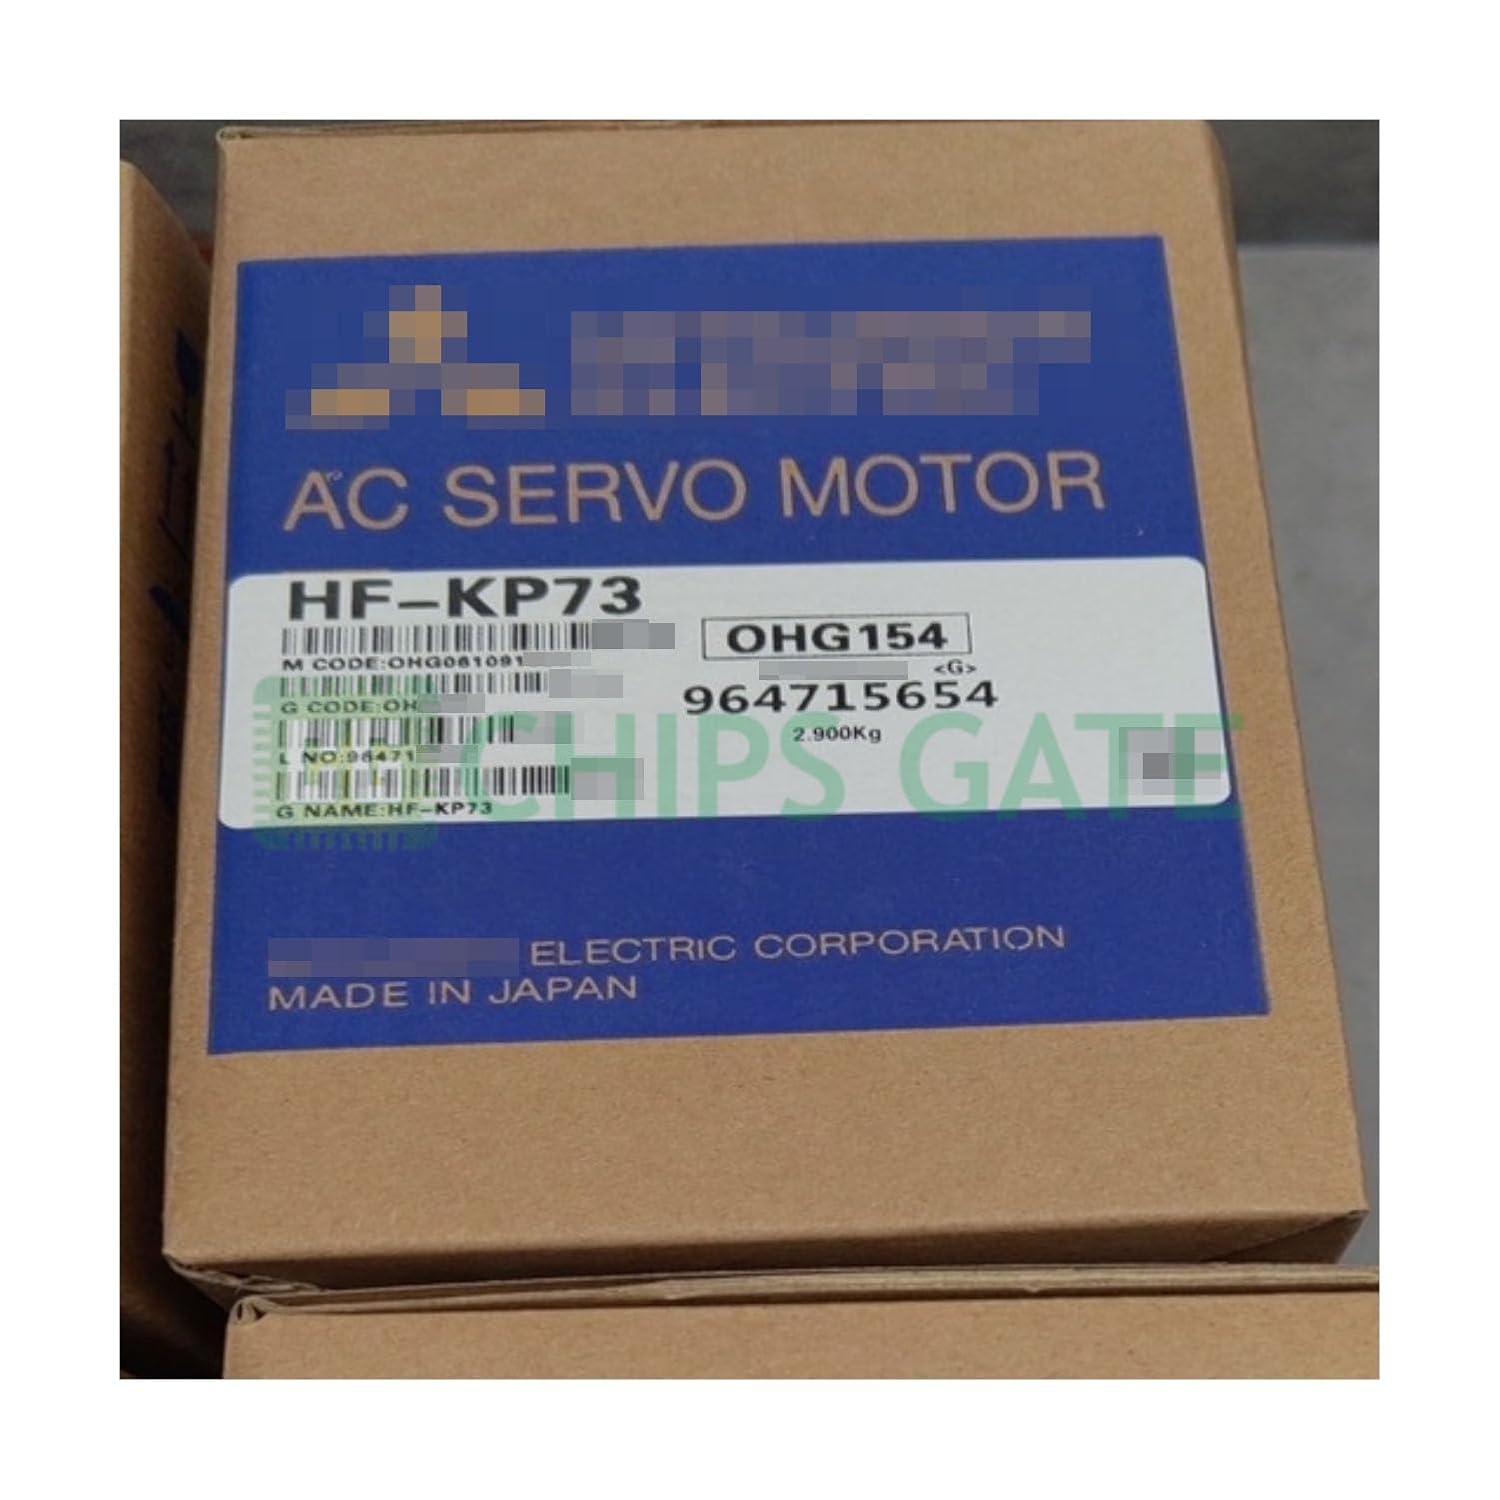 AC SERVO MOTOR
HF-KP73
M CODE:OHG081091
G CODE:OH
L NO:96471
G NAME:HF-KP73
OHG154
<G>
964715654
2.900Kg
CHIPS GATE
ELECTRIC CORPORATION
MADE IN JAPAN